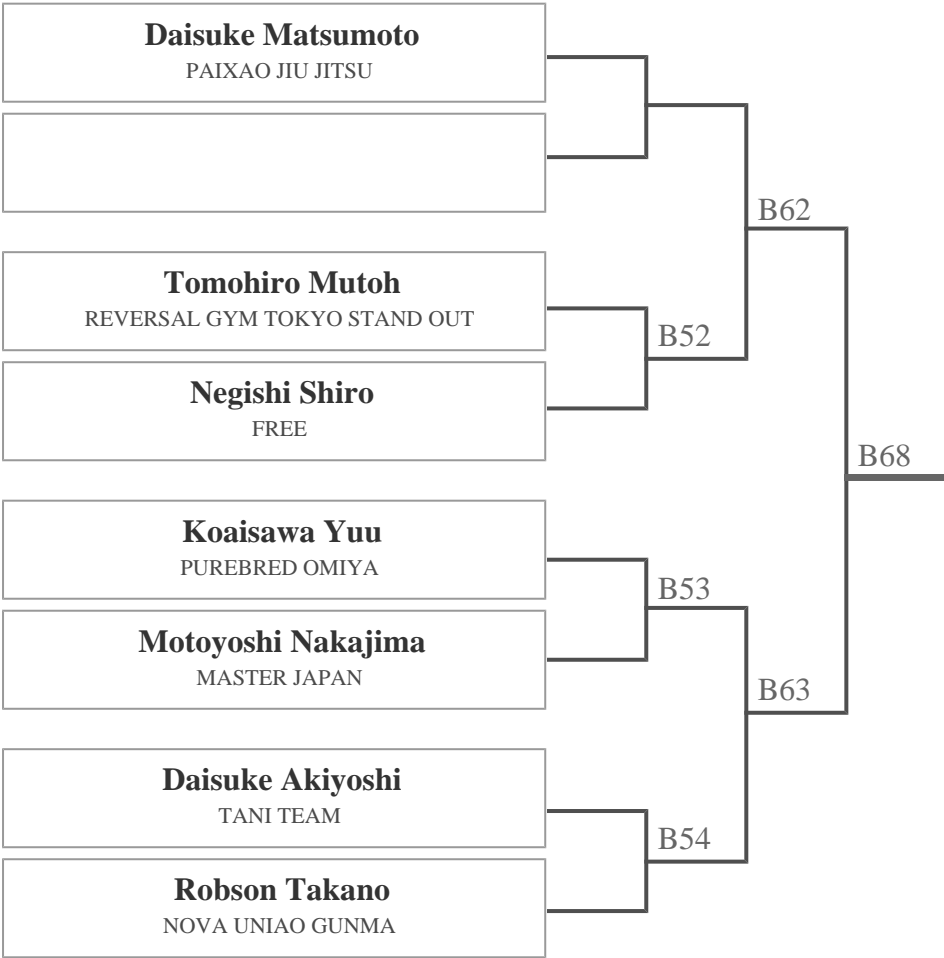 Daisuke Matsumoto
PAIXAO JIU JITSU
B62
Tomohiro Mutoh
REVERSAL GYM TOKYO STAND OUT
B52
Negishi Shiro
FREE
B68
Koaisawa Yuu
PUREBRED OMIYA
B53
Motoyoshi Nakajima
MASTER JAPAN
B63
Daisuke Akiyoshi
TANI TEAM
B54
Robson Takano
NOVA UNIAO GUNMA